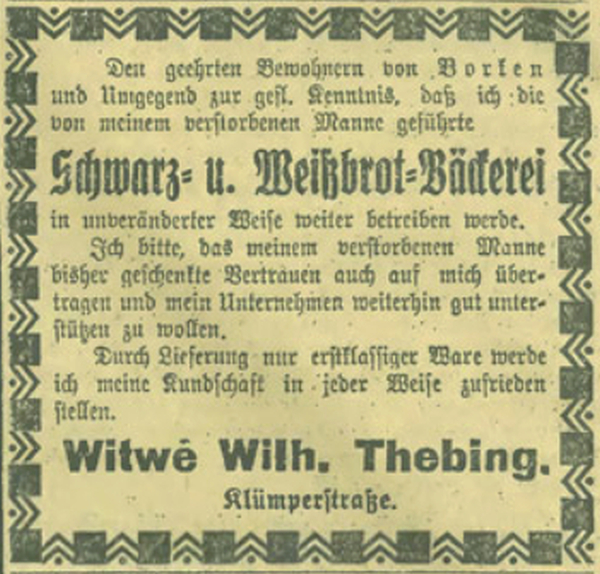 Den geehrten Bewohnern von Borken
und Umgegend zur gefl. Kenntnis, daß ich die
von meinem verstorbenen Manne geführte
Schwarz- u. Weißbrot-Bäckerei
in unveränderter Weise weiter betreiben werde.
Ich bitte, das meinem verstorbenen Manne
bisher geschenkte Vertrauen auch auf mich über-
tragen und mein Unternehmen weiterhin gut unter-
stützen zu wollen.
Durch Lieferung nur erstklassiger Ware werde
ich meine Kundschaft in jeder Weise zufrieden
stellen.
Witwe Wilh. Thebing.
Klümperstraße.